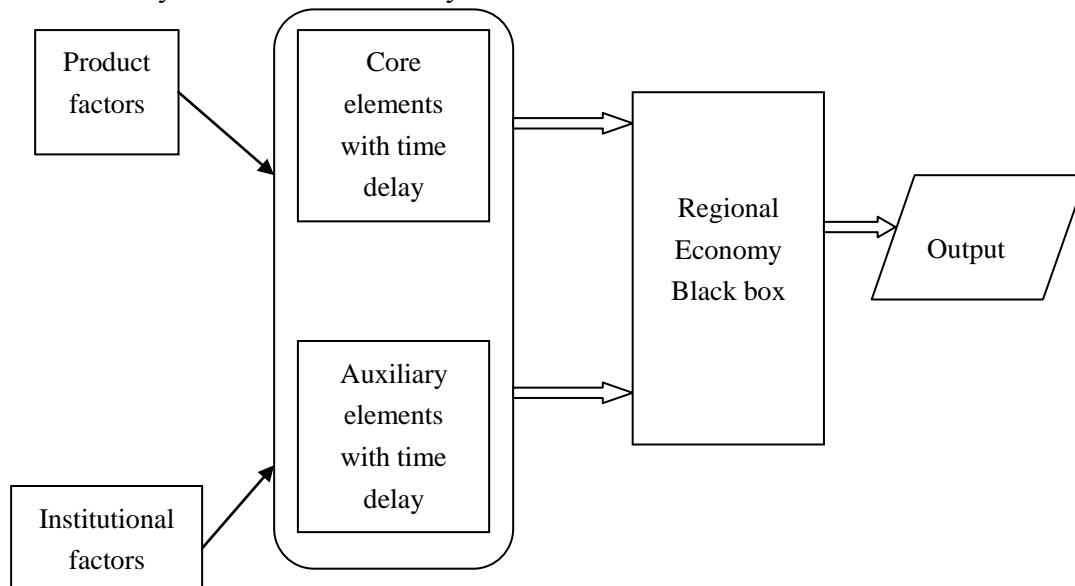 Product
factors
Core
elements
with time
delay
Regional
Economy
Black box
Output
Auxiliary
elements
with time
delay
Institutional
factors